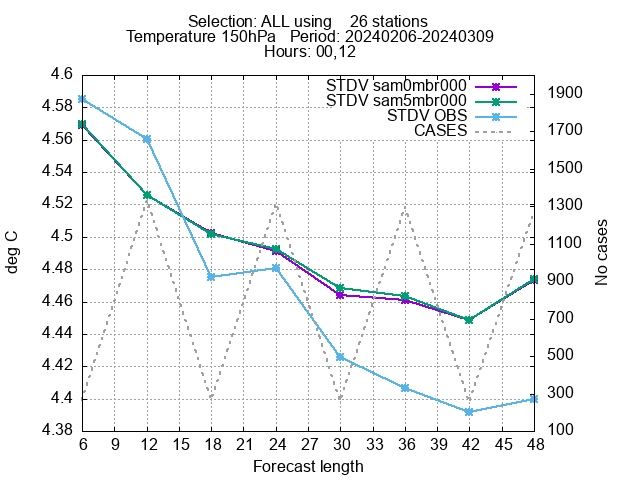 Selection: ALL using    26 stations
Temperature 150hPa   Period: 20240206-20240309
Hours: 00,12
STDV sam0mbr000
STDV sam5mbr000
STDV OBS
CASES
4.6
4.58
4.56
4.54
4.52
4.5
4.48
4.46
4.44
4.42
4.4
4.38
deg C
1900
1700
1500
1300
1100
900
700
500
300
100
No cases
6 9 12 15 18 21 24 27 30 33 36 39 42 45 48
Forecast length